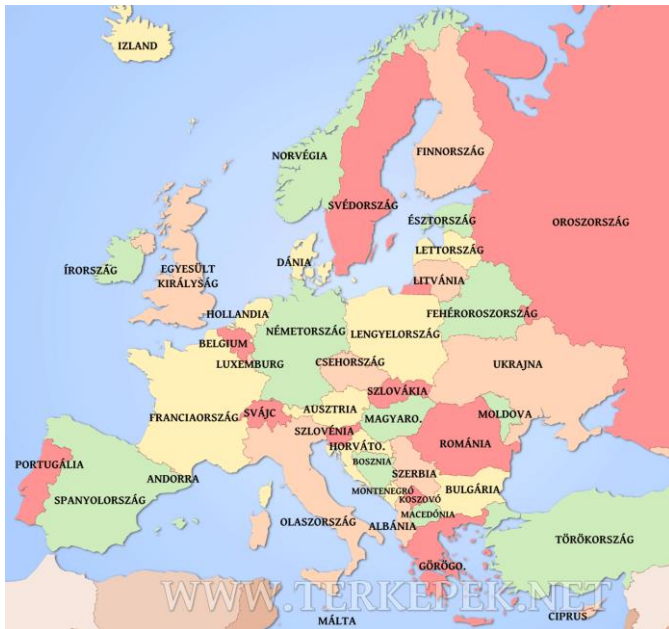 IZLAND
NORVÉGIA
FINNORSZÁG
SVÉDORSZÁG
ÉSZTORSZÁG
OROSZORSZÁG
LETTORSZÁG
DÁNIA
ÍRORSZÁG
EGYESÜLT
KIRÁLYSÁG
LITVÁNIA
HOLLANDIA
FEHÉROROSZORSZÁG
NÉMETORSZÁG
LENGYELORSZÁG
BELGIUM
LUXEMBURG
CSEHORSZÁG
UKRAJNA
SZLOVÁKIA
FRANCIAORSZÁG
SVÁJC
AUSZTRIA
MAGYARO.
MOLDOVA
SZLOVÉNIA
ROMÁNIA
HORVÁTO.
BOSZNIA
PORTUGÁLIA
SZERBIA
ANDORRA
MONTENEGRÓ
BULGÁRIA
SPANYOLORSZÁG
KOSZOVÓ
MACEDÓNIA
OLASZORSZÁG
ALBÁNIA
TÖRÖKORSZÁG
GÖRÖGO.
WWW.TERKEPEK.NET
MÁLTA
CIPRUS